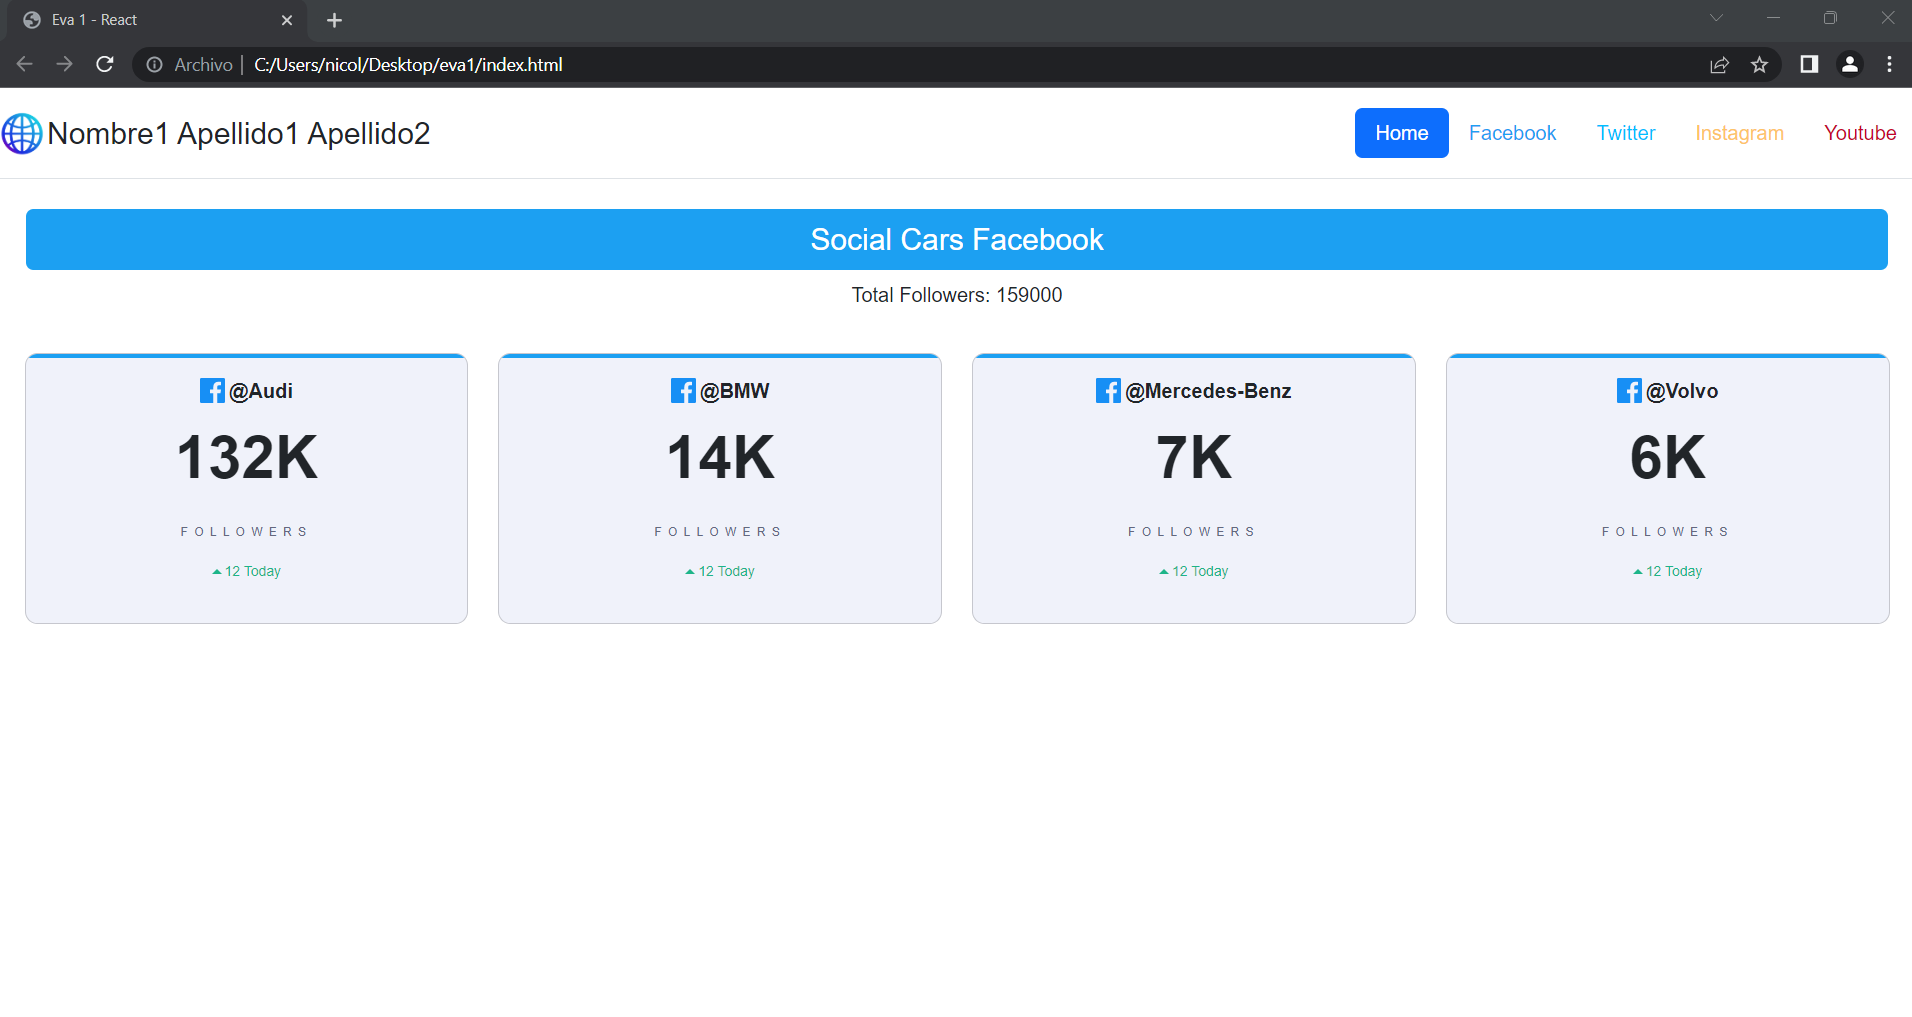 Eva 1 - React
Archivo | C:/Users/nicol/Desktop/eva1/index.html
Nombre1 Apellido1 Apellido2 Home Facebook Twitter Instagram Youtube
Social Cars Facebook
Total Followers: 159000
@Audi @BMW @Mercedes-Benz @Volvo
132K 14K 7K 6K
FOLLOWERS FOLLOWERS FOLLOWERS FOLLOWERS
12 Today 12 Today 12 Today 12 Today